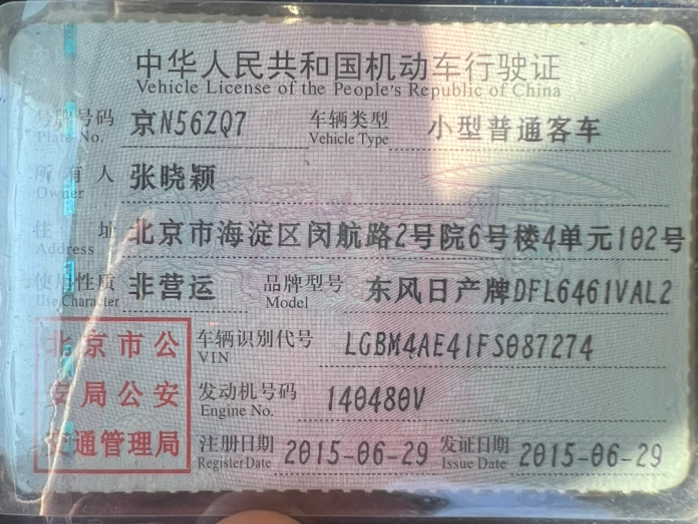 中华人民共和国机动车行驶证
Vehicle License of the People's Republic of China
号牌号码 京N56ZQ7 车辆类型 小型普通客车
Plate No Vehicle Type
所有人 张晓颖
Owner
住址 北京市海淀区闵航路2号院6号楼4单元102号
Address
使用性质 非营运 品牌型号 东风日产牌DFL6461VAL2
Use Character Model
北京市公 车辆识别代号 LGBM4AE41FS087274
VIN
安局公安 发动机号码 140480V
Engine No.
交通管理局 注册日期 2015-06-29 发证日期 2015-06-29
Register Date Issue Date